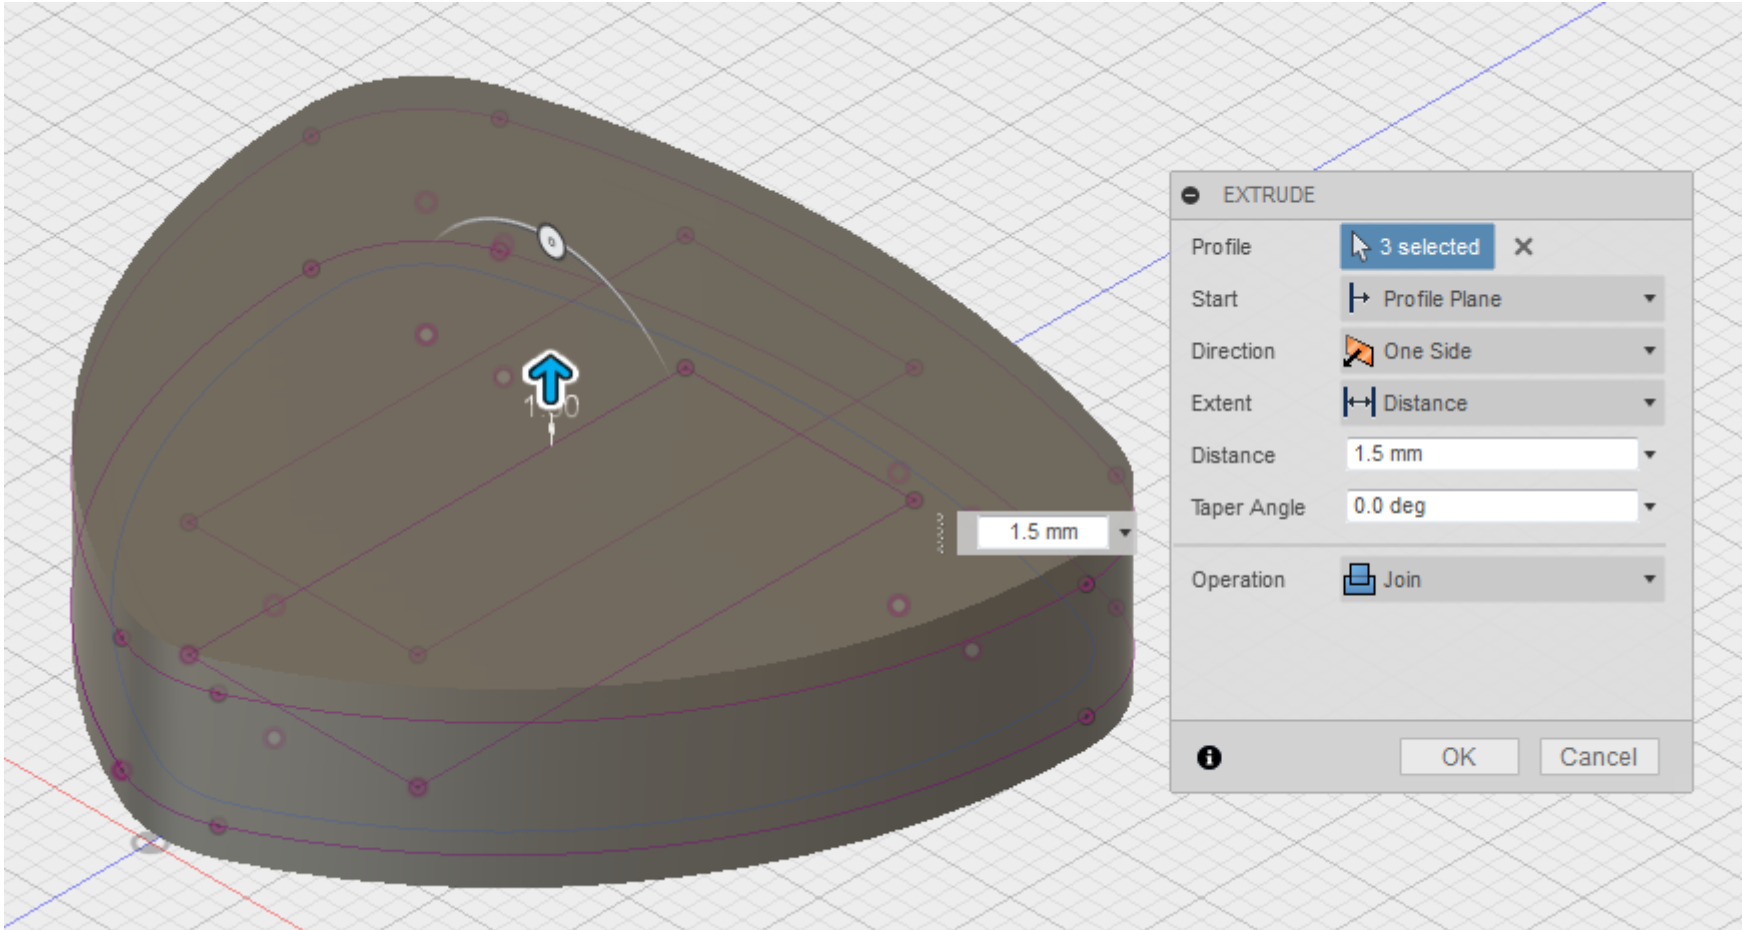 EXTRUDE
Profile 3 selected
Start Profile Plane
Direction One Side
Extent Distance
Distance 1.5 mm
Taper Angle 0.0 deg
Operation Join
OK Cancel
1.5 mm